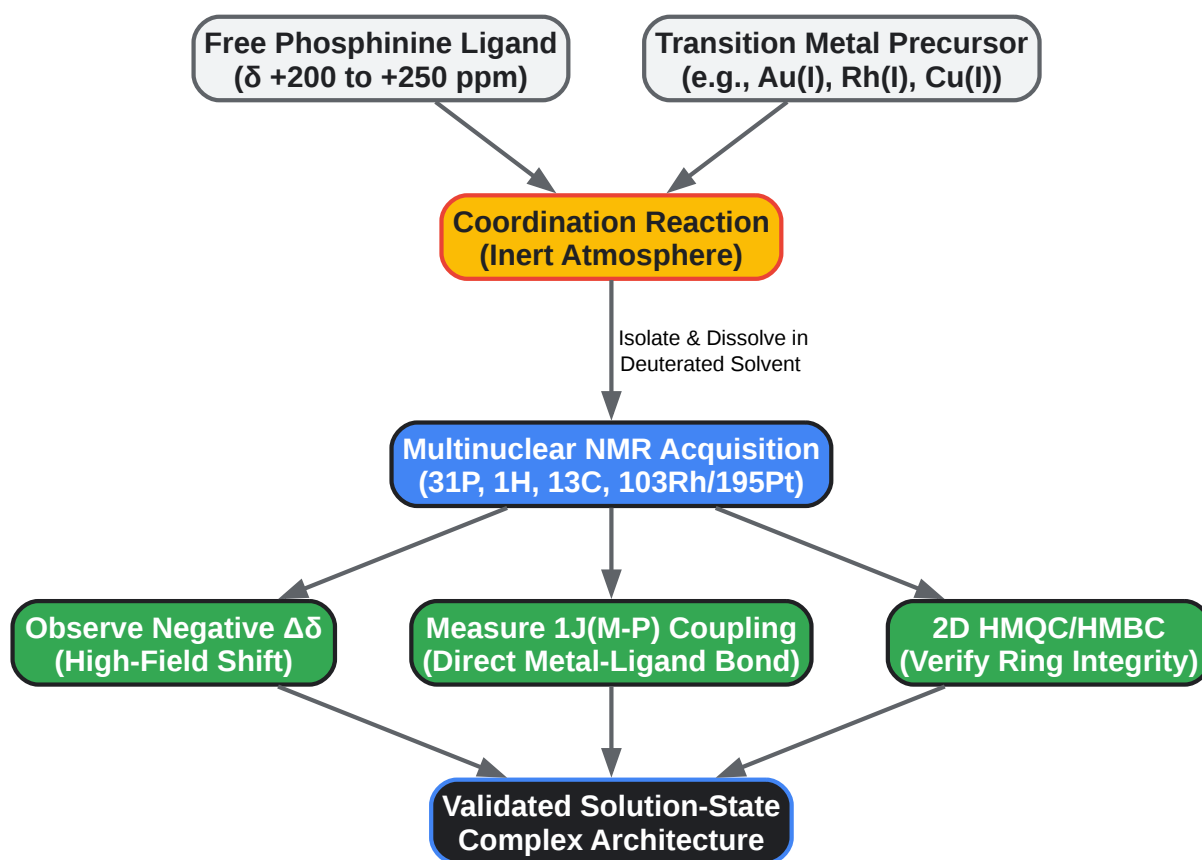 Free Phosphinine Ligand
(δ +200 to +250 ppm)
Transition Metal Precursor
(e.g., Au(I), Rh(I), Cu(I))
Coordination Reaction
(Inert Atmosphere)
Isolate & Dissolve in
Deuterated Solvent
Multinuclear NMR Acquisition
(31P, 1H, 13C, 103Rh/195Pt)
Observe Negative Δδ
(High-Field Shift)
Measure 1J(M-P) Coupling
(Direct Metal-Ligand Bond)
2D HMQC/HMBC
(Verify Ring Integrity)
Validated Solution-State
Complex Architecture